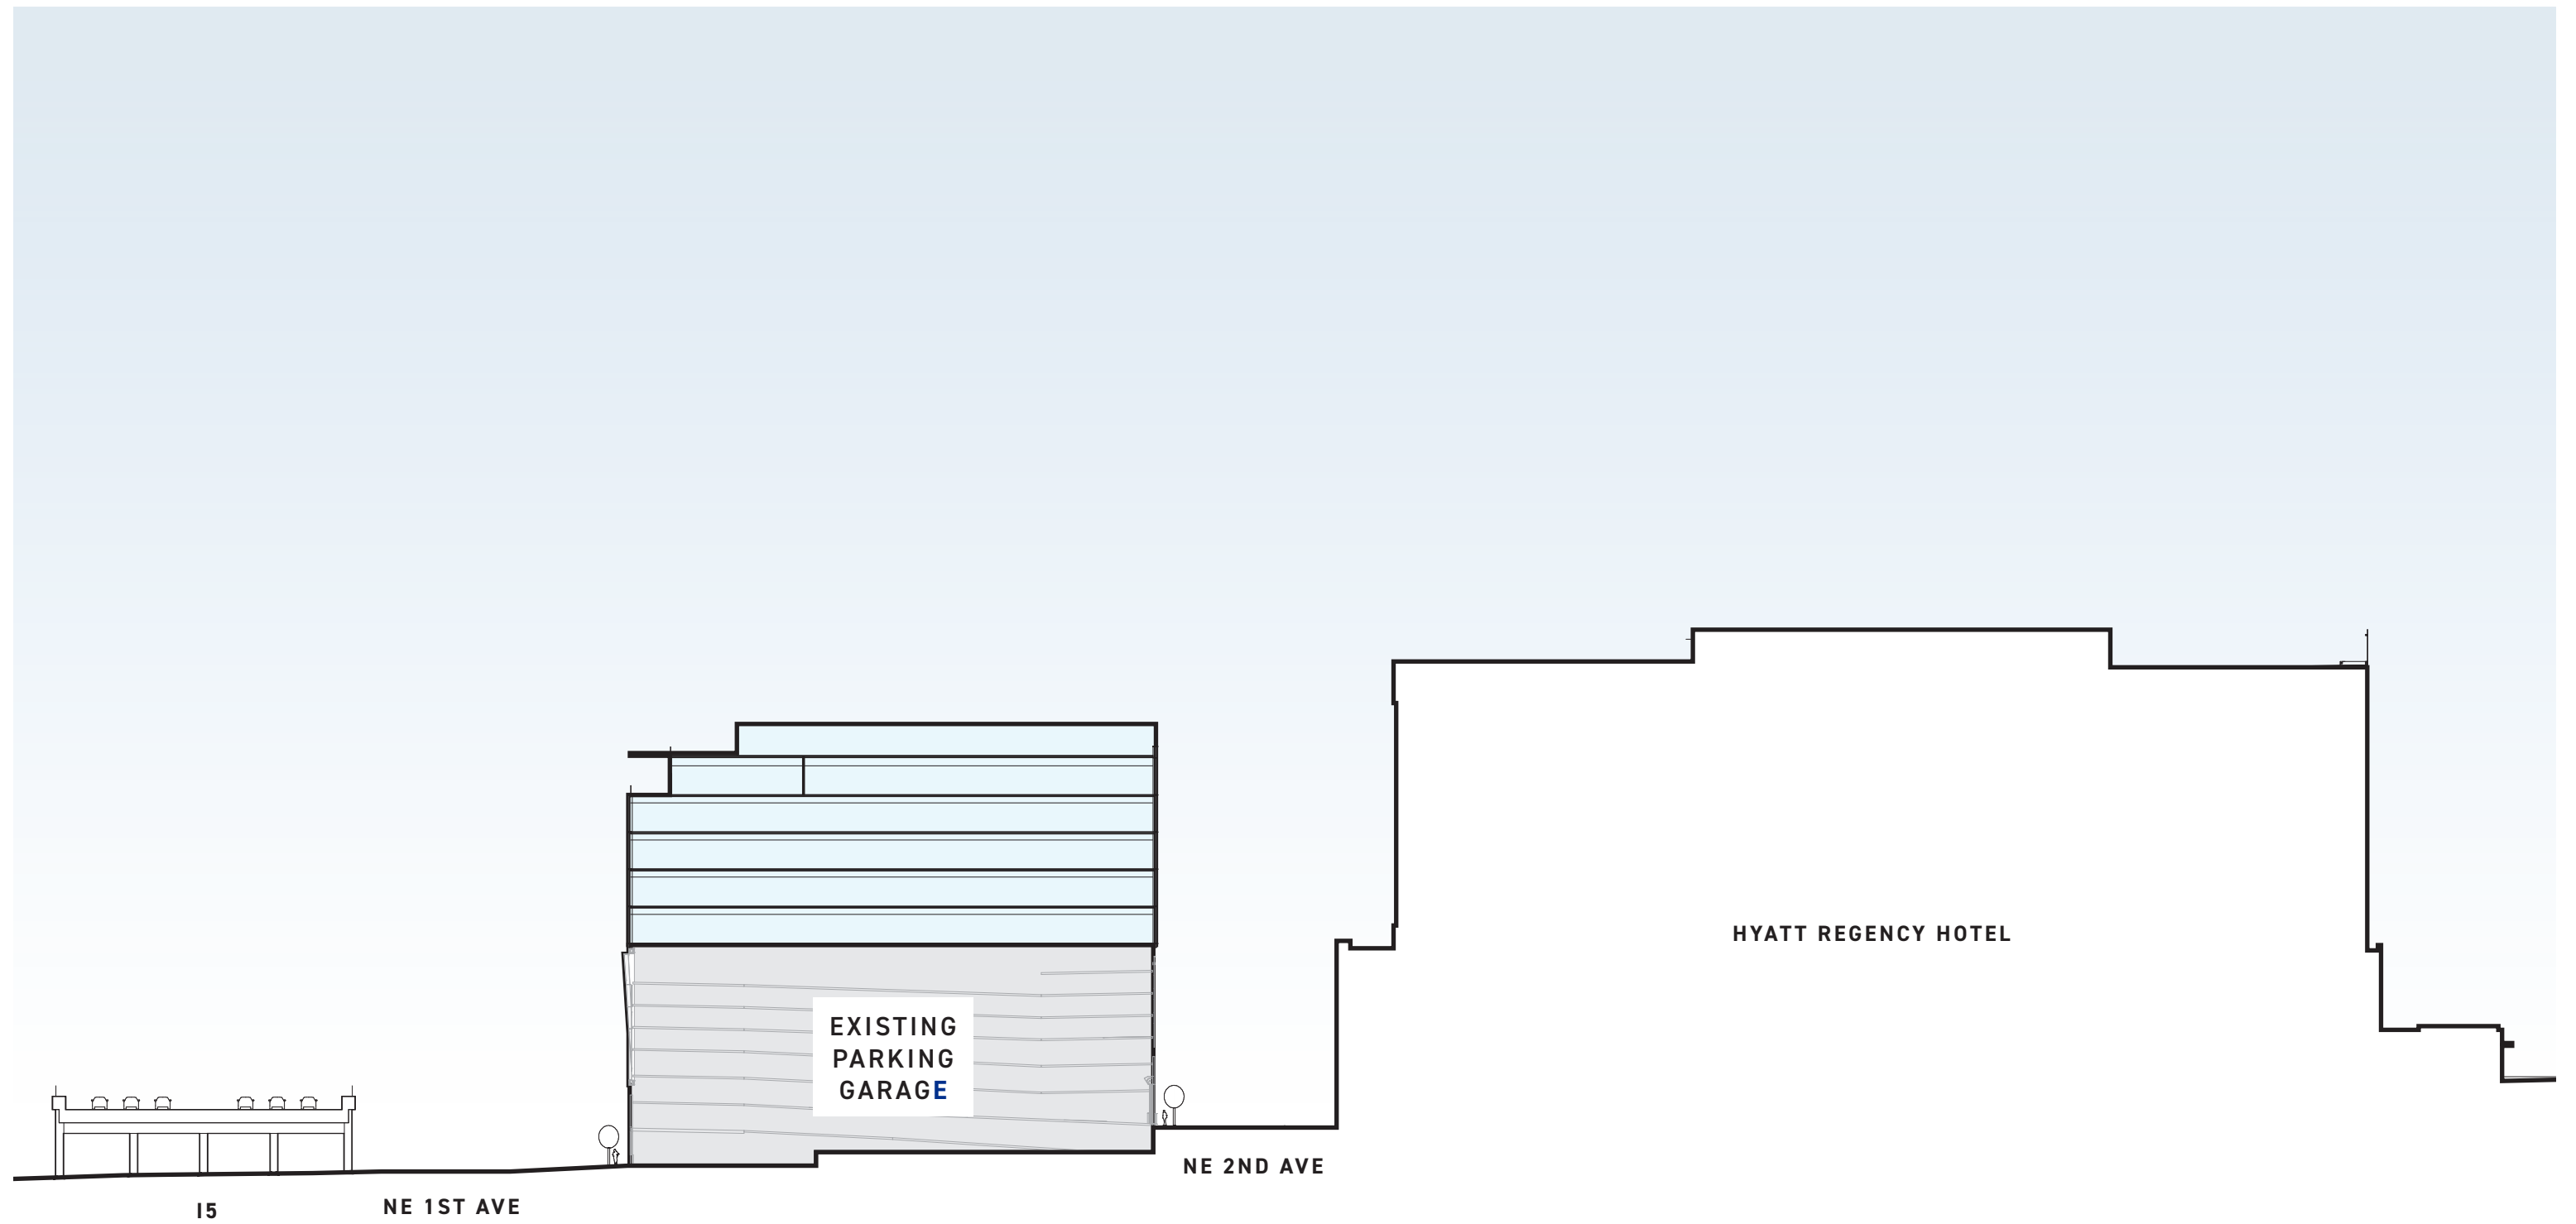 EXISTING
PARKING
GARAGE
HYATT REGENCY HOTEL
NE 2ND AVE
I5
NE 1ST AVE